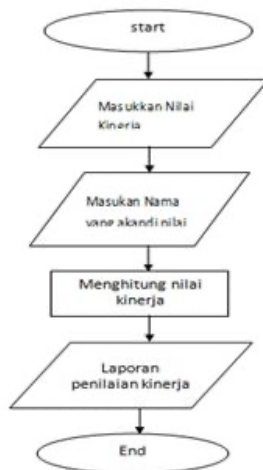 start
Masukkan Nilai
Kinerja
Masukan Nama
yang akandi nilai
Menghitung nilai
kinerja
Laporan
penilaian kinerja
End